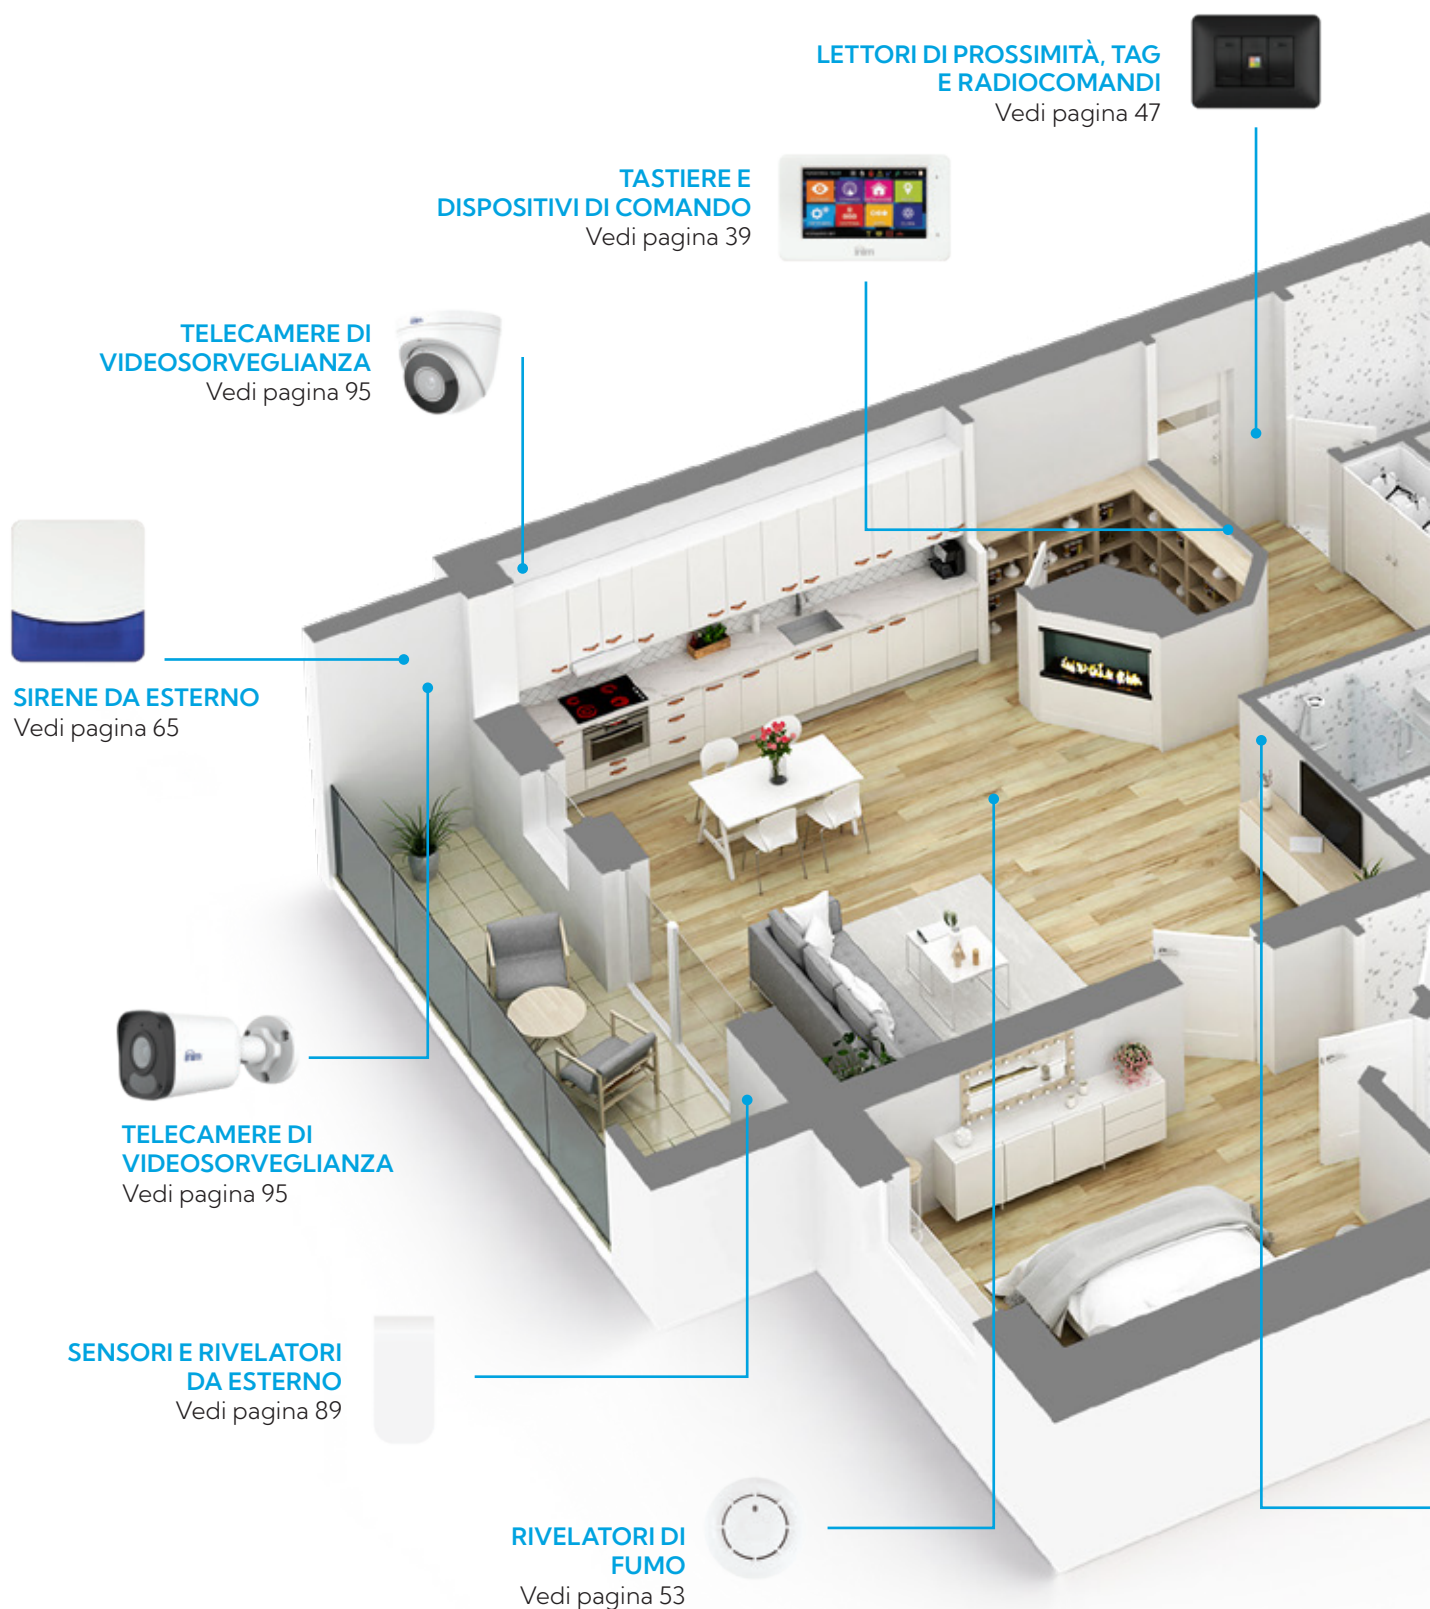 LETTORI DI PROSSIMITÀ, TAG
E RADIOCOMANDI
Vedi pagina 47
TASTIERE E
DISPOSITIVI DI COMANDO
Vedi pagina 39
inim
TELECAMERE DI
VIDEOSORVEGLIANZA
Vedi pagina 95
SIRENE DA ESTERNO
Vedi pagina 65
inim
TELECAMERE DI
VIDEOSORVEGLIANZA
Vedi pagina 95
SENSORI E RIVELATORI
DA ESTERNO
Vedi pagina 89
RIVELATORI DI
FUMO
Vedi pagina 53